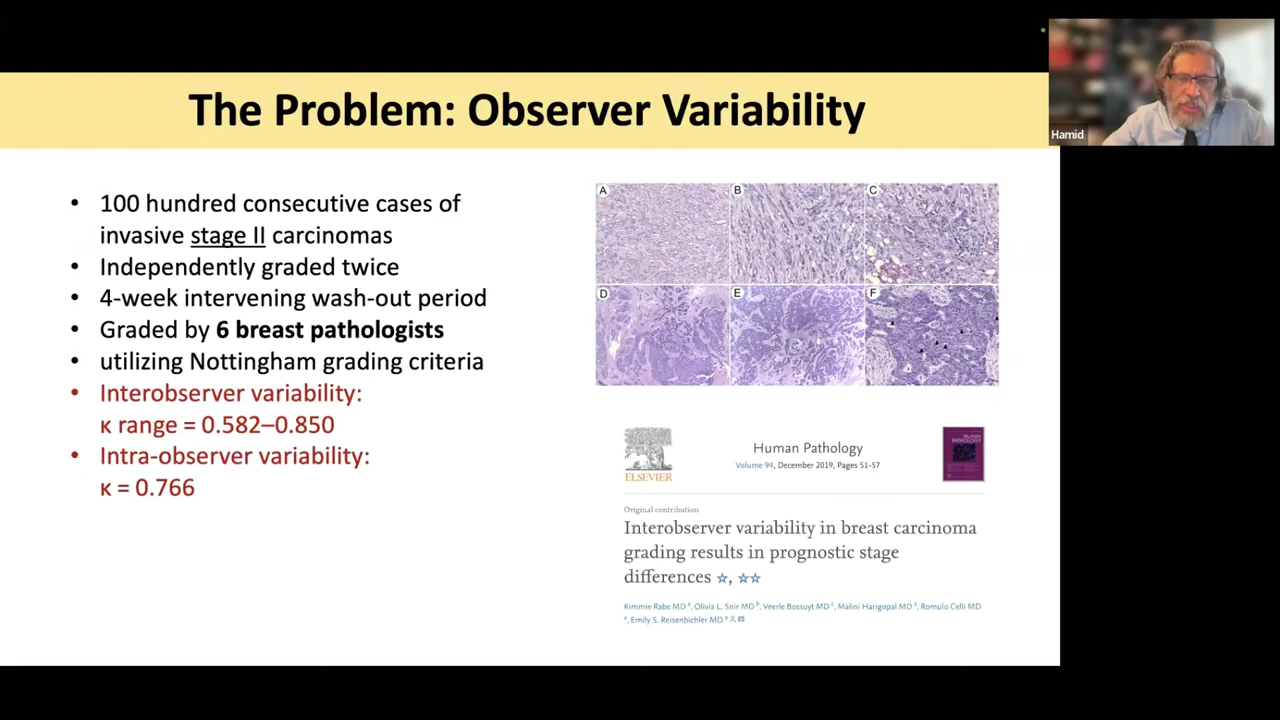 The Problem: Observer Variability
Hamid
• 100 hundred consecutive cases of
invasive stage II carcinomas
• Independently graded twice
• 4-week intervening wash-out period
• Graded by 6 breast pathologists
• utilizing Nottingham grading criteria
• Interobserver variability:
κ range = 0.582–0.850
• Intra-observer variability:
κ = 0.766
A B C
D E F
ELSEVIER
Human Pathology
Volume 94, December 2019, Pages 51-57
HUMAN
PATHOLOGY
Original contribution
Interobserver variability in breast carcinoma
grading results in prognostic stage
differences ☆, ☆☆
Kimmie Rabe MD a, Olivia L. Snir MD b, Veerle Bossuyt MD c, Malini Harigopal MD a, Romulo Celli MD
a, Emily S. Reisenbichler MD a